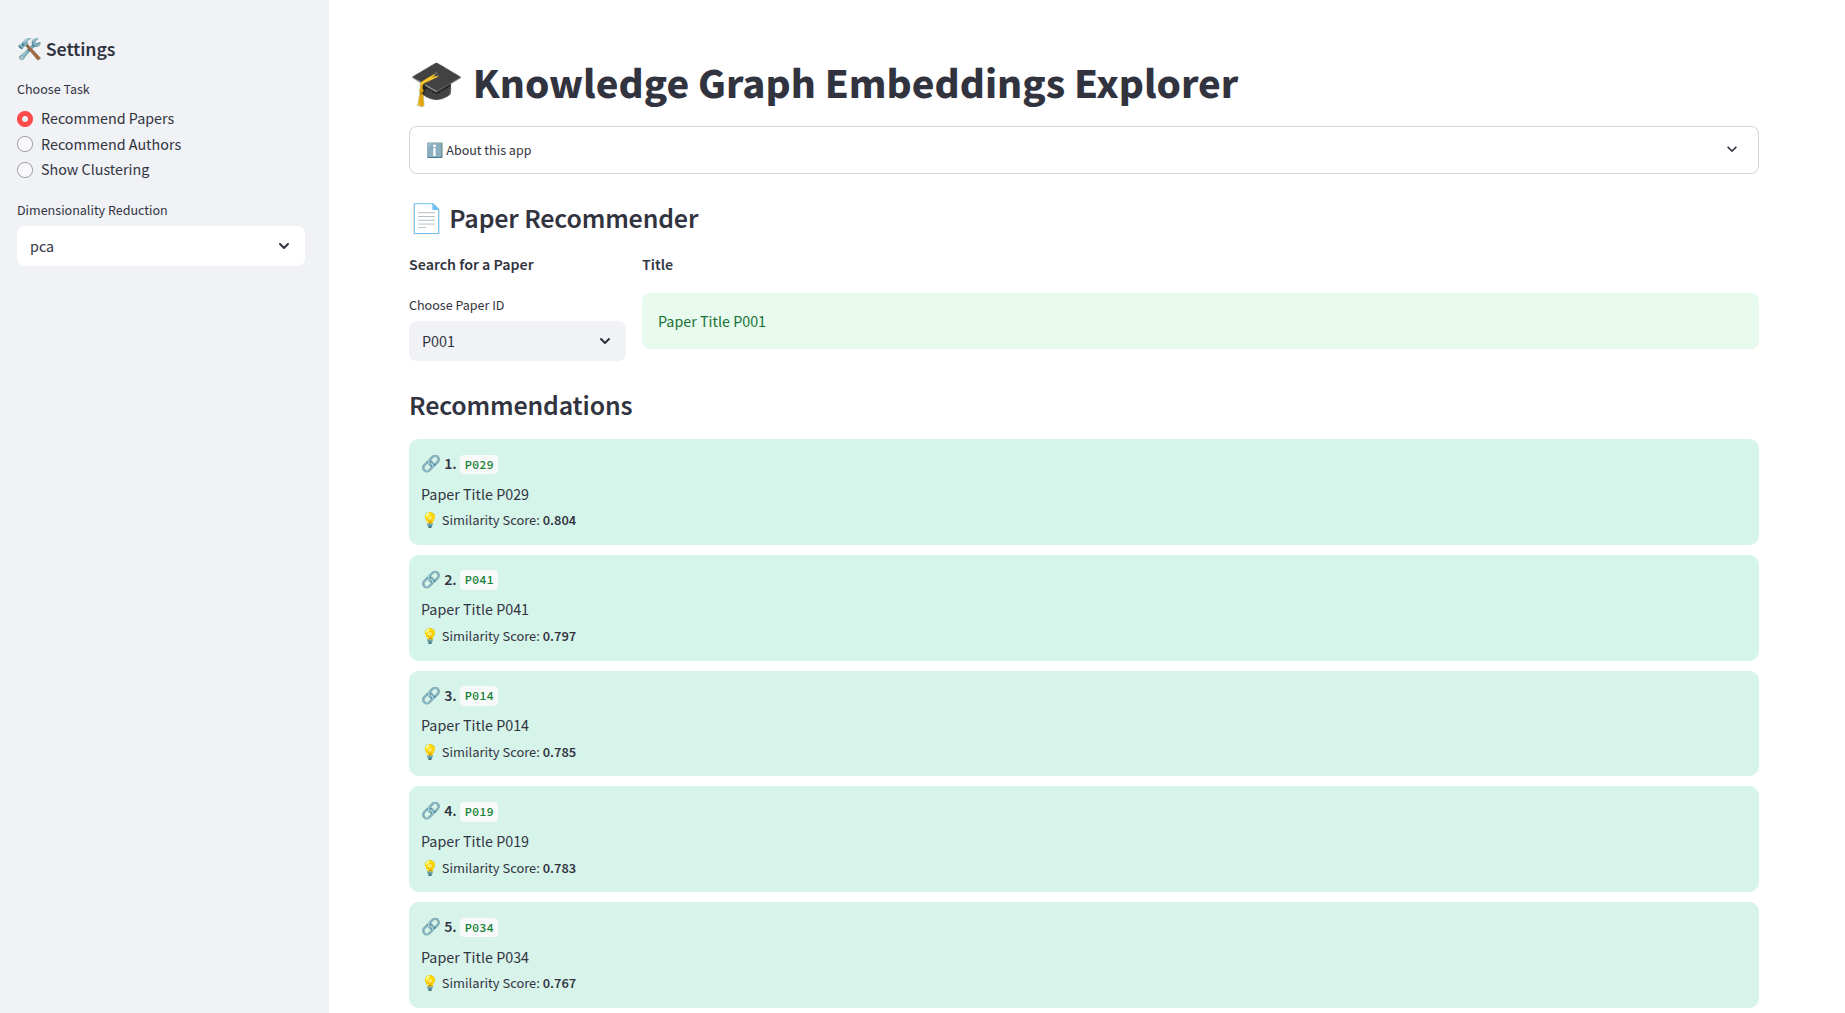 🛠️ Settings
Choose Task
Recommend Papers
Recommend Authors
Show Clustering
Dimensionality Reduction
pca
🎓 Knowledge Graph Embeddings Explorer
ℹ️ About this app
📄 Paper Recommender
Search for a Paper
Title
Choose Paper ID
P001
Paper Title P001
Recommendations
🔗 1. P029
Paper Title P029
💡 Similarity Score: 0.804
🔗 2. P041
Paper Title P041
💡 Similarity Score: 0.797
🔗 3. P014
Paper Title P014
💡 Similarity Score: 0.785
🔗 4. P019
Paper Title P019
💡 Similarity Score: 0.783
🔗 5. P034
Paper Title P034
💡 Similarity Score: 0.767